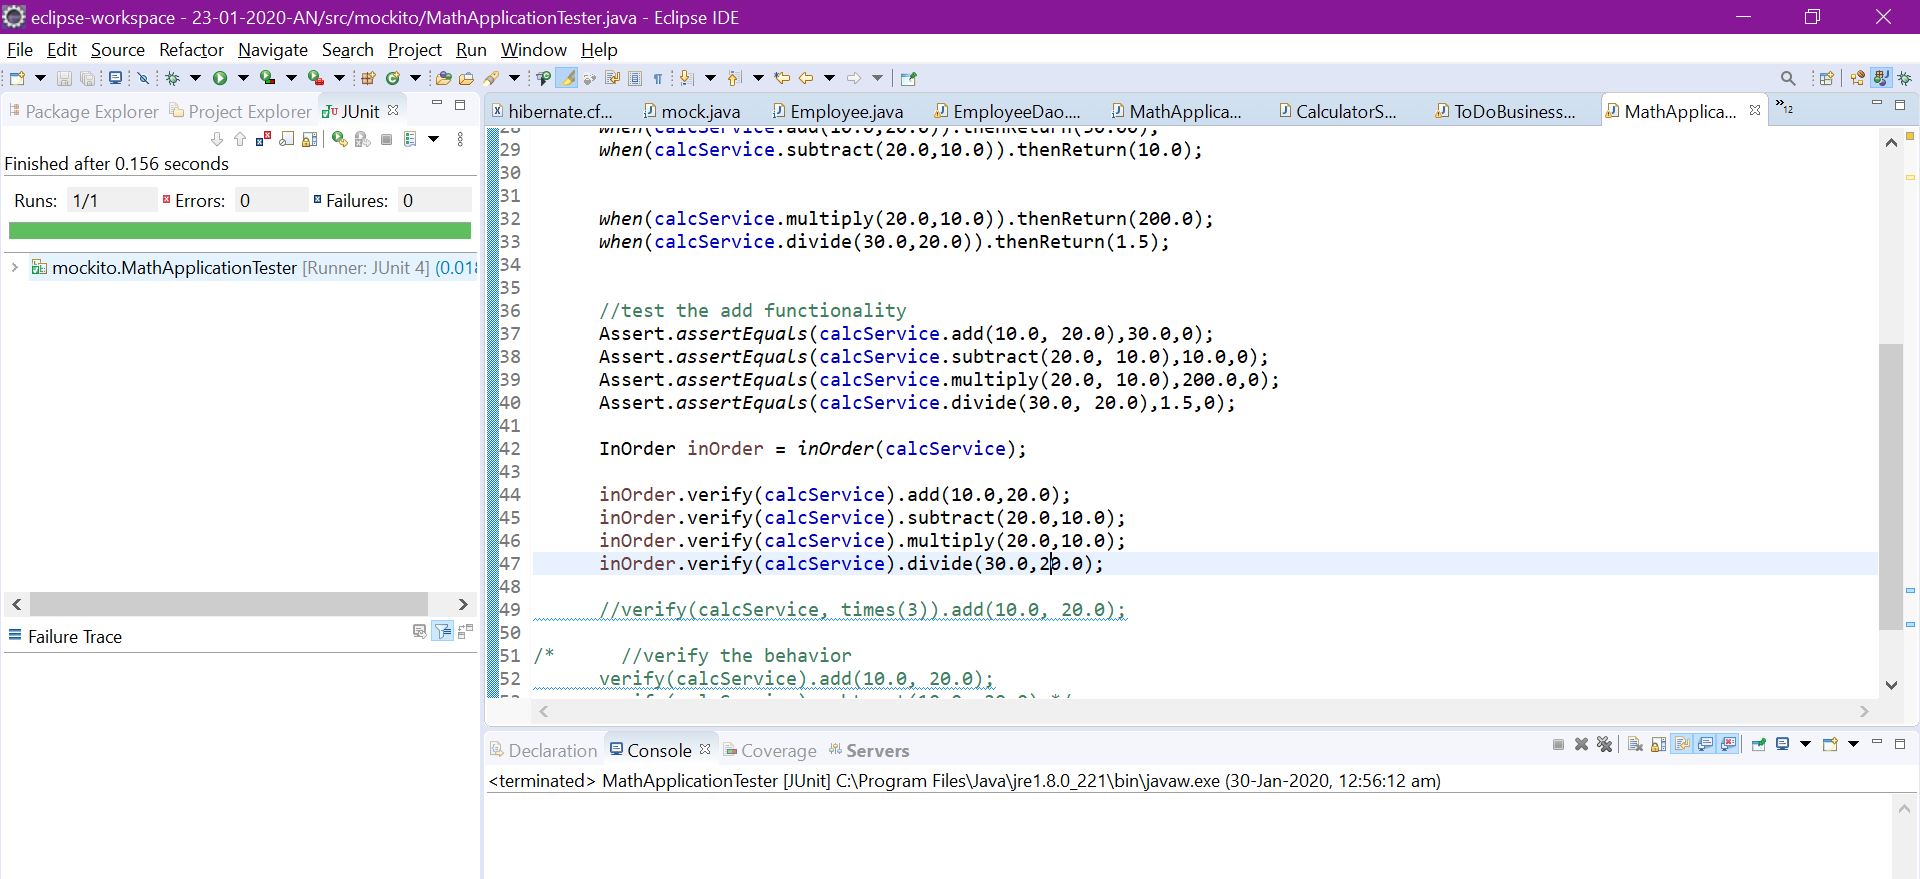 eclipse-workspace - 23-01-2020-AN/src/mockito/MathApplicationTester.java - Eclipse IDE
File Edit Source Refactor Navigate Search Project Run Window Help
Package Explorer Project Explorer JUnit
hibernate.cf... mock.java Employee.java EmployeeDao.... MathApplica... CalculatorS... ToDoBusiness... MathApplica... »12
Finished after 0.156 seconds
Runs: 1/1 Errors: 0 Failures: 0
mockito.MathApplicationTester [Runner: JUnit 4] (0.018
Failure Trace
29 when(calcService.subtract(20.0,10.0)).thenReturn(10.0);
30
31
32 when(calcService.multiply(20.0,10.0)).thenReturn(200.0);
33 when(calcService.divide(30.0,20.0)).thenReturn(1.5);
34
35
36 //test the add functionality
37 Assert.assertEquals(calcService.add(10.0, 20.0),30.0,0);
38 Assert.assertEquals(calcService.subtract(20.0, 10.0),10.0,0);
39 Assert.assertEquals(calcService.multiply(20.0, 10.0),200.0,0);
40 Assert.assertEquals(calcService.divide(30.0, 20.0),1.5,0);
41
42 InOrder inOrder = inOrder(calcService);
43
44 inOrder.verify(calcService).add(10.0,20.0);
45 inOrder.verify(calcService).subtract(20.0,10.0);
46 inOrder.verify(calcService).multiply(20.0,10.0);
47 inOrder.verify(calcService).divide(30.0,20.0);
48
49 //verify(calcService, times(3)).add(10.0, 20.0);
50
51 /* //verify the behavior
52 verify(calcService).add(10.0, 20.0);
Declaration Console Coverage Servers
<terminated> MathApplicationTester [JUnit] C:\Program Files\Java\jre1.8.0_221\bin\javaw.exe (30-Jan-2020, 12:56:12 am)